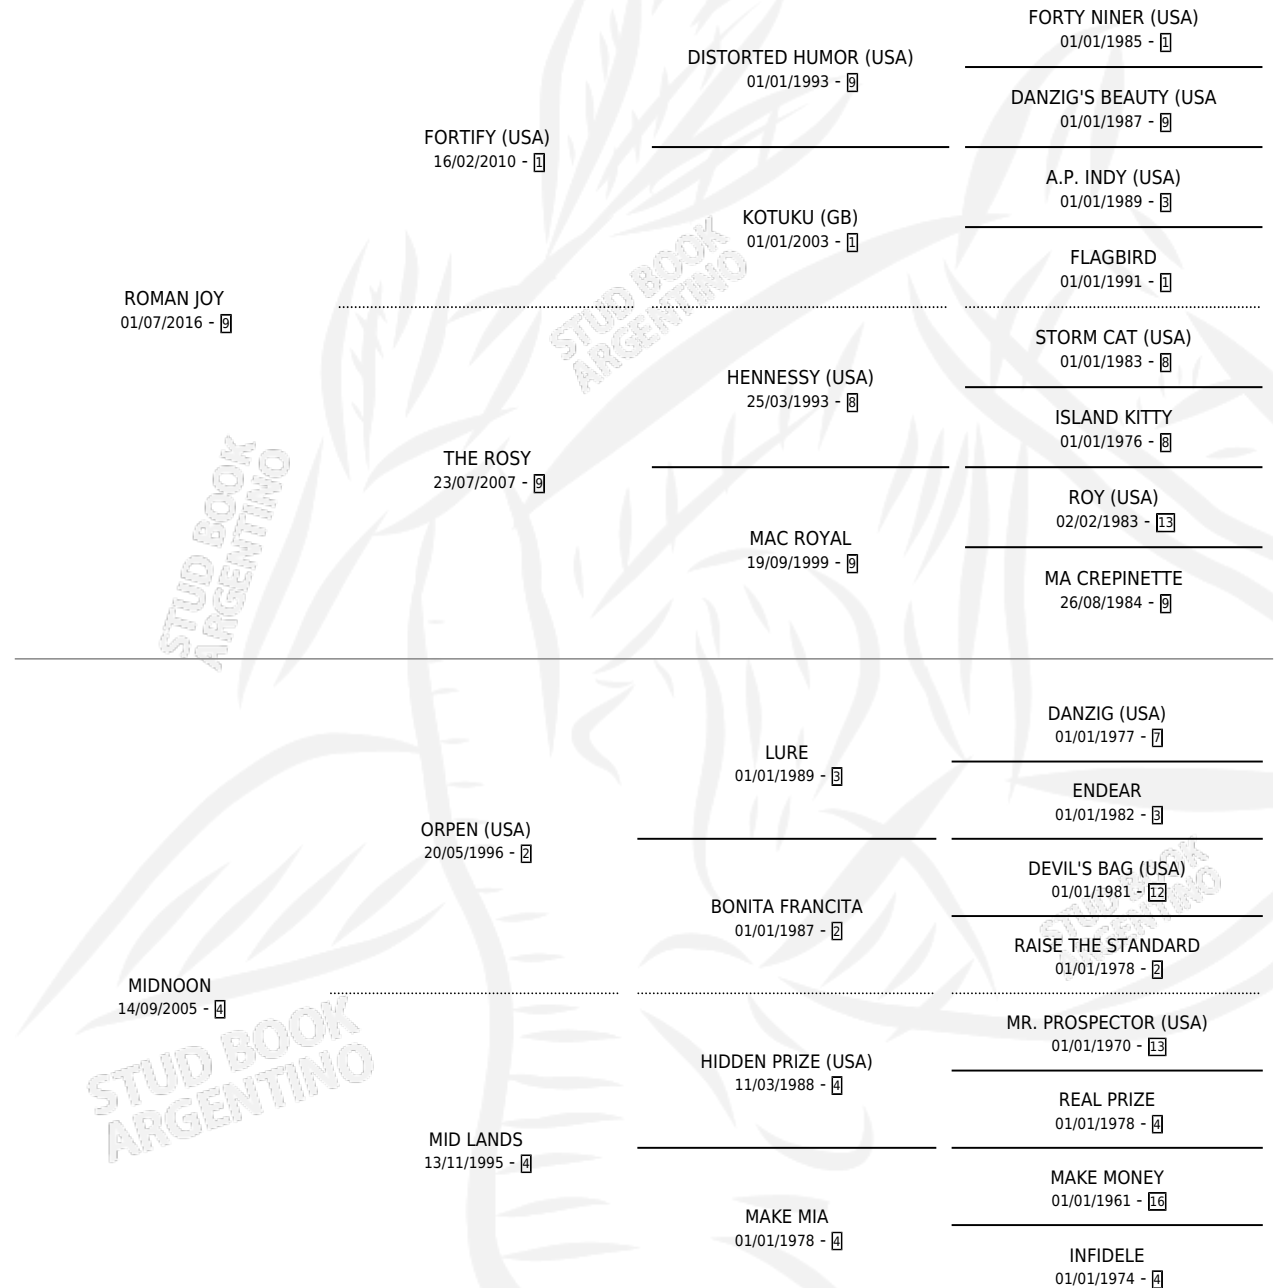 FORTY NINER (USA)
01/01/1985 - 1
DISTORTED HUMOR (USA)
01/01/1993 - 9
DANZIG'S BEAUTY (USA
01/01/1987 - 9
FORTIFY (USA)
16/02/2010 - 1
A.P. INDY (USA)
01/01/1989 - 3
KOTUKU (GB)
01/01/2003 - 1
FLAGBIRD
01/01/1991 - 1
ROMAN JOY
01/07/2016 - 9
STORM CAT (USA)
01/01/1983 - 8
HENNESSY (USA)
25/03/1993 - 8
ISLAND KITTY
01/01/1976 - 8
THE ROSY
23/07/2007 - 9
ROY (USA)
02/02/1983 - 13
MAC ROYAL
19/09/1999 - 9
MA CREPINETTE
26/08/1984 - 9
DANZIG (USA)
01/01/1977 - 7
LURE
01/01/1989 - 3
ENDEAR
01/01/1982 - 3
ORPEN (USA)
20/05/1996 - 2
DEVIL'S BAG (USA)
01/01/1981 - 12
BONITA FRANCITA
01/01/1987 - 2
RAISE THE STANDARD
01/01/1978 - 2
MIDNOON
14/09/2005 - 4
MR. PROSPECTOR (USA)
01/01/1970 - 13
HIDDEN PRIZE (USA)
11/03/1988 - 4
REAL PRIZE
01/01/1978 - 4
MID LANDS
13/11/1995 - 4
MAKE MONEY
01/01/1961 - 16
MAKE MIA
01/01/1978 - 4
INFIDELE
01/01/1974 - 4
STUD BOOK
ARGENTINO
STUD BOOK
ARGENTINO
STUD BOOK
ARGENTINO
STUD BOOK
ARGENTINO